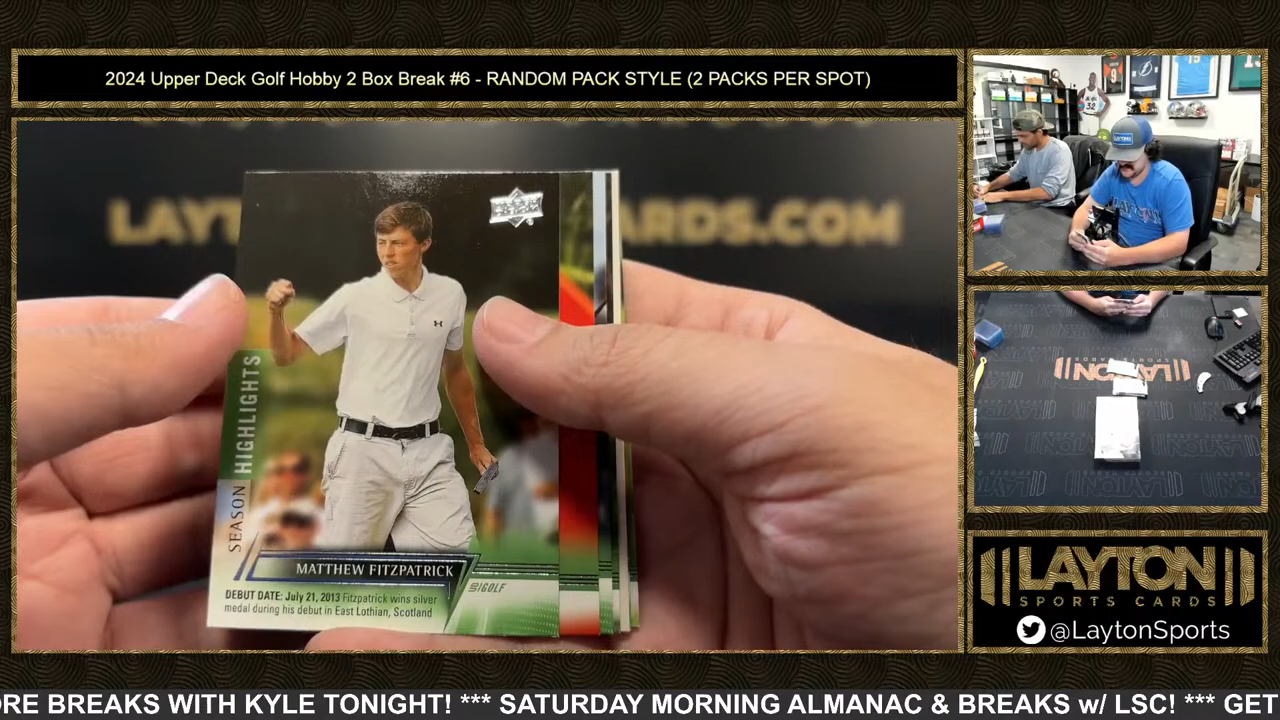 2024 Upper Deck Golf Hobby 2 Box Break #6 - RANDOM PACK STYLE (2 PACKS PER SPOT)
SEASON HIGHLIGHTS
MATTHEW FITZPATRICK
DEBUT DATE: July 21, 2013 Fitzpatrick wins silver
medal during his debut in East Lothian, Scotland
GOLF
LAYTON
SPORTS CARDS
@LaytonSports
ORE BREAKS WITH KYLE TONIGHT! *** SATURDAY MORNING ALMANAC & BREAKS w/ LSC! *** GET